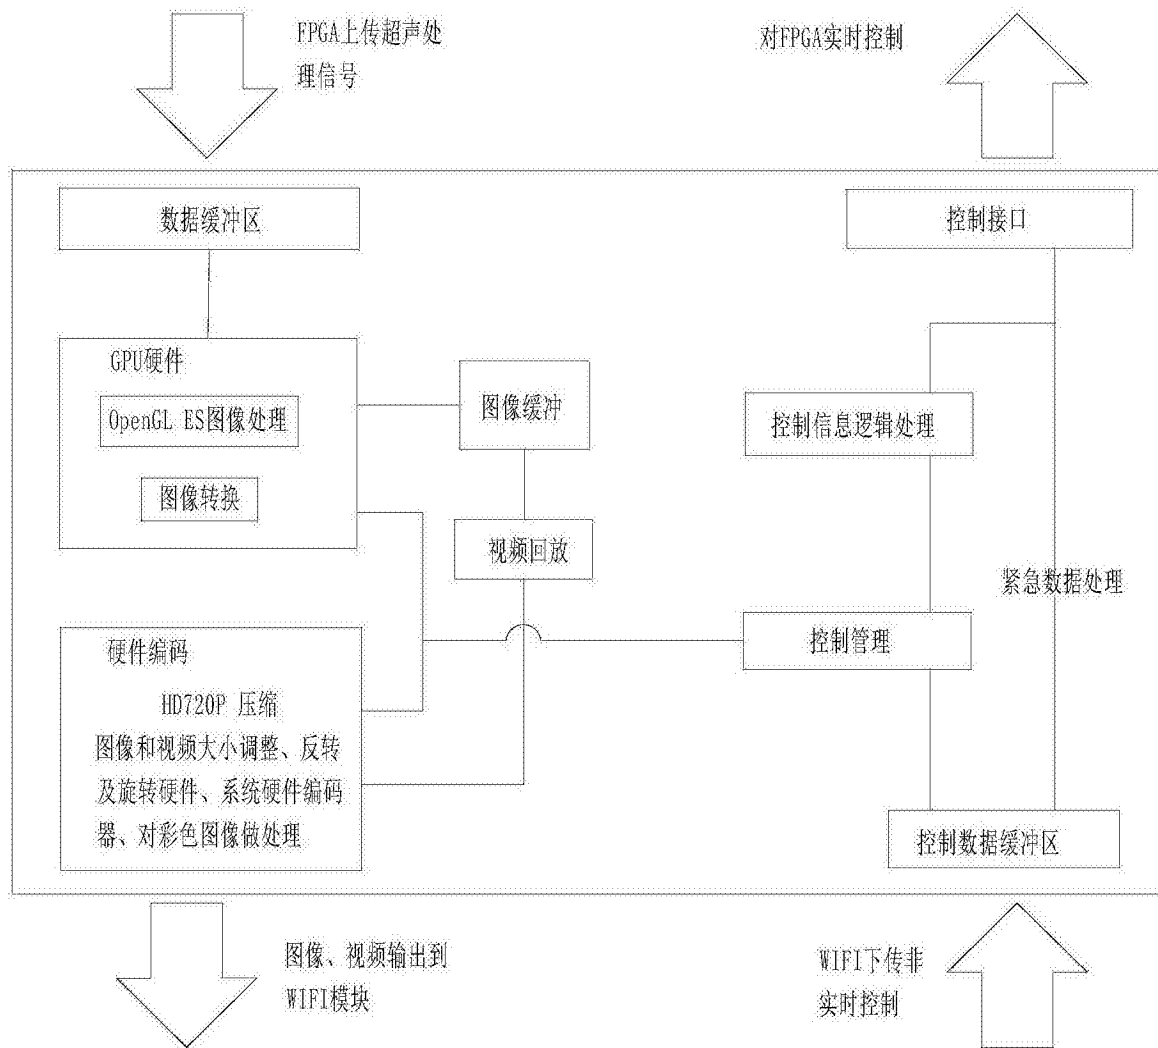 FPGA上传超声处
理信号
对FPGA实时控制
数据缓冲区
控制接口
GPU硬件
OpenGL ES图像处理
图像转换
图像缓冲
视频回放
控制信息逻辑处理
紧急数据处理
控制管理
硬件编码
HD720P 压缩
图像和视频大小调整、反转
及旋转硬件、系统硬件编码
器、对彩色图像做处理
控制数据缓冲区
图像、视频输出到
WIFI模块
WIFI下传非
实时控制